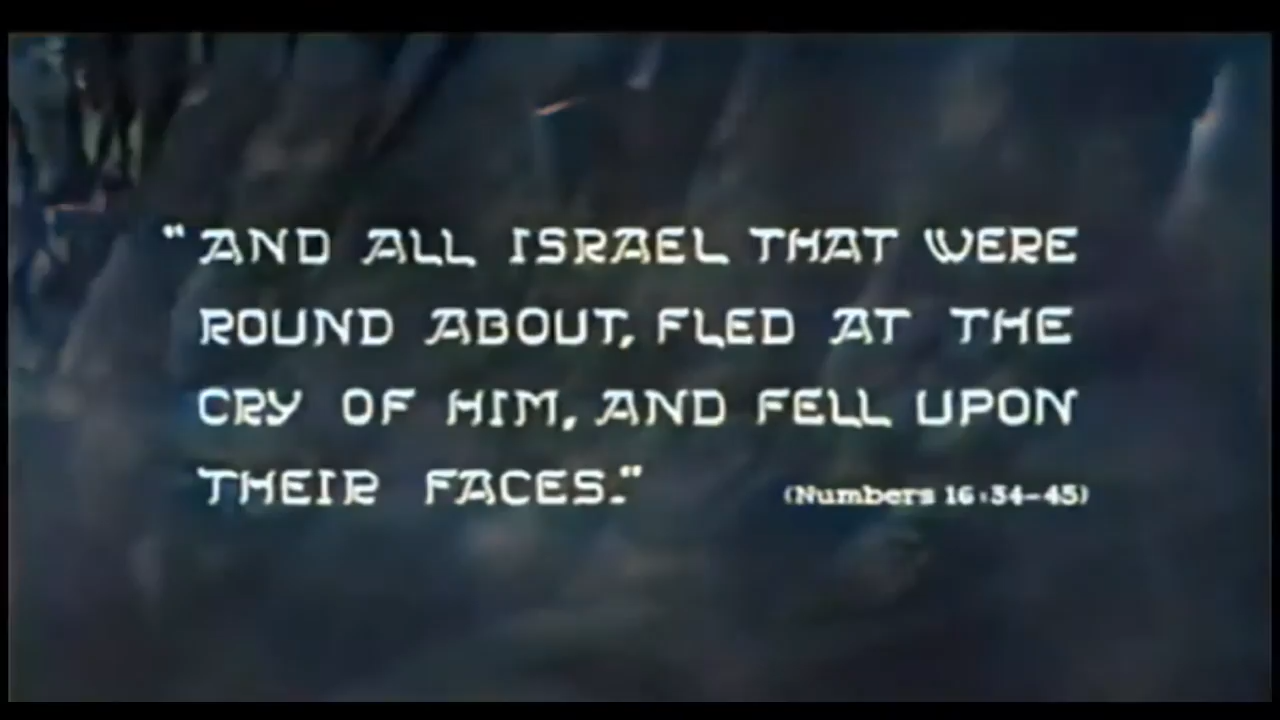 "AND ALL ISRAEL THAT WERE
ROUND ABOUT, FLED AT THE
CRY OF HIM, AND FELL UPON
THEIR FACES."
(Numbers 16:34-45)